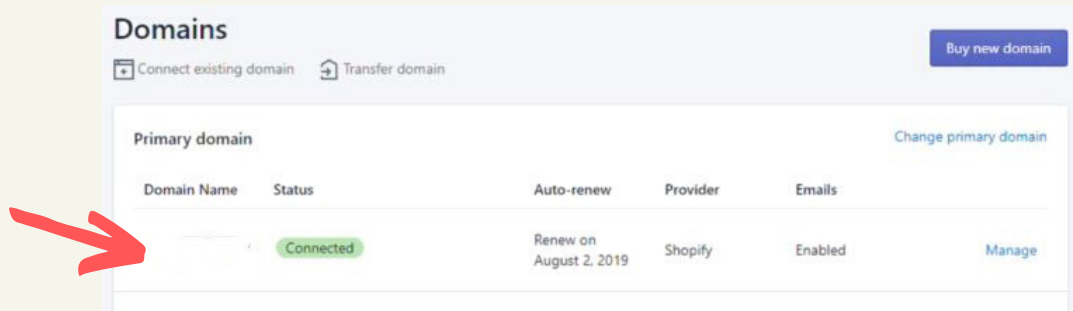 Domains
Buy new domain
Connect existing domain Transfer domain
Primary domain Change primary domain
Domain Name Status Auto-renew Provider Emails
Connected Renew on August 2, 2019 Shopify Enabled Manage